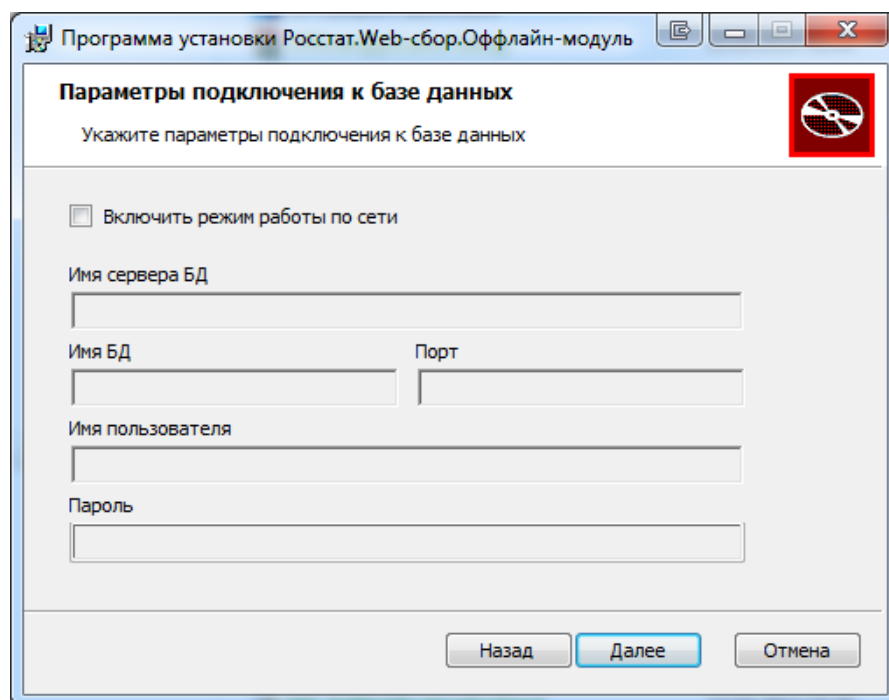 Программа установки Росстат.Web-сбор.Оффлайн-модуль
Параметры подключения к базе данных
Укажите параметры подключения к базе данных
Включить режим работы по сети
Имя сервера БД
Имя БД Порт
Имя пользователя
Пароль
Назад Далее Отмена